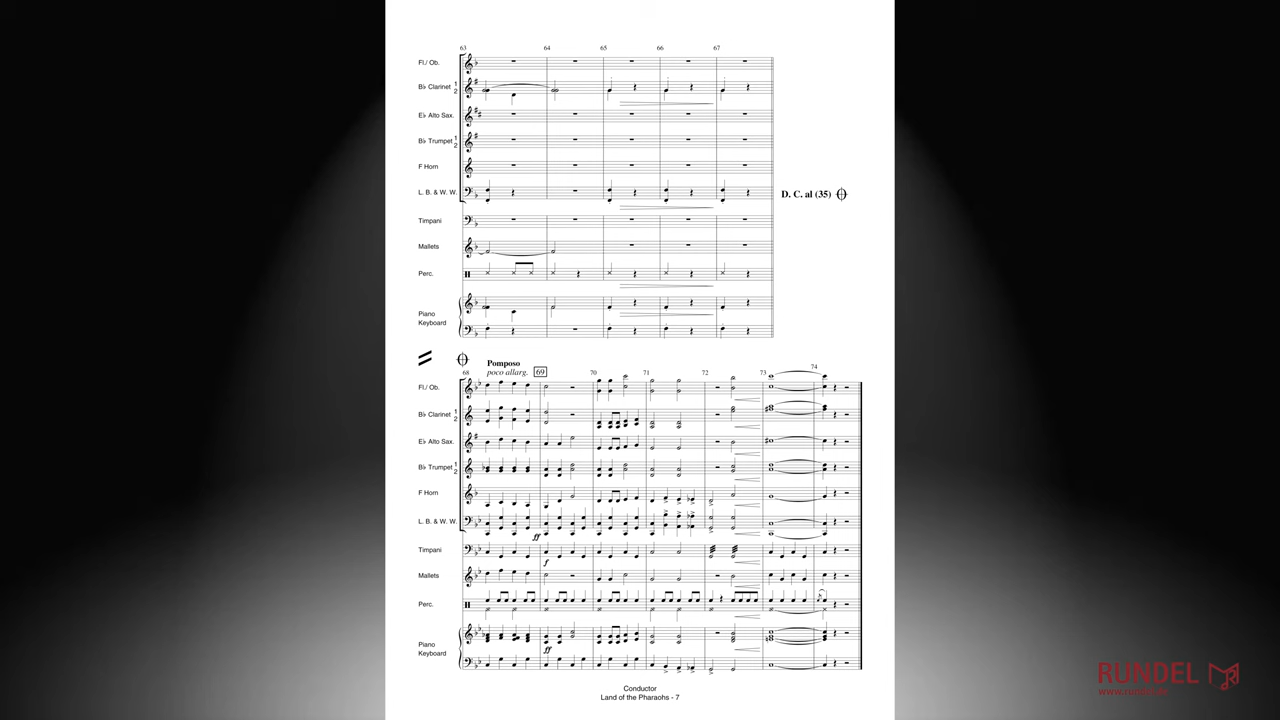 63 64 65 66 67
Fl./ Ob.
B♭ Clarinet 1 2
E♭ Alto Sax.
B♭ Trumpet 1 2
F Horn
L. B. & W. W.
D. C. al (35)
Timpani
Mallets
Perc.
Piano
Keyboard
Pomposo
poco allarg. 69
68 70 71 72 73 74
Fl./ Ob.
B♭ Clarinet 1 2
E♭ Alto Sax.
B♭ Trumpet 1 2
F Horn
L. B. & W. W.
ff
Timpani
f
Mallets
Perc.
Piano
Keyboard
ff
Conductor
Land of the Pharaohs - 7
RUNDEL
www.rundel.de